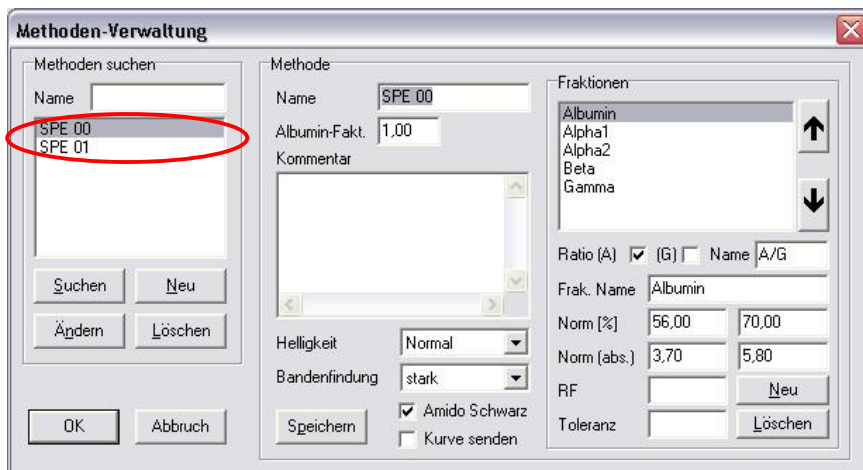 Methoden-Verwaltung
Methoden suchen
Name
SPE 00
SPE 01
Suchen
Neu
Ändern
Löschen
OK
Abbruch
Methode
Name
SPE 00
Albumin-Fakt.
1,00
Kommentar
Helligkeit
Normal
Bandenfindung
stark
Speichern
Amido Schwarz
Kurve senden
Fraktionen
Albumin
Alpha1
Alpha2
Beta
Gamma
Ratio (A)
(G)
Name
A/G
Frak. Name
Albumin
Norm [%]
56,00
70,00
Norm (abs.)
3,70
5,80
RF
Neu
Toleranz
Löschen